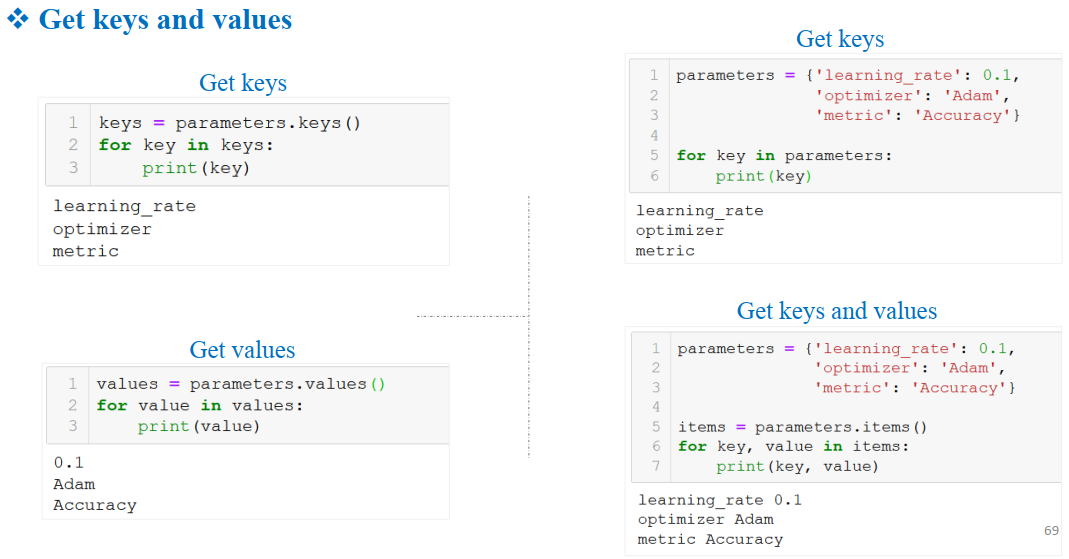 ❖ Get keys and values
Get keys
1 keys = parameters.keys()
2 for key in keys:
3     print(key)
learning_rate
optimizer
metric
Get values
1 values = parameters.values()
2 for value in values:
3     print(value)
0.1
Adam
Accuracy
Get keys
1 parameters = {'learning_rate': 0.1,
2               'optimizer': 'Adam',
3               'metric': 'Accuracy'}
4
5 for key in parameters:
6     print(key)
learning_rate
optimizer
metric
Get keys and values
1 parameters = {'learning_rate': 0.1,
2               'optimizer': 'Adam',
3               'metric': 'Accuracy'}
4
5 items = parameters.items()
6 for key, value in items:
7     print(key, value)
learning_rate 0.1
optimizer Adam
metric Accuracy
69